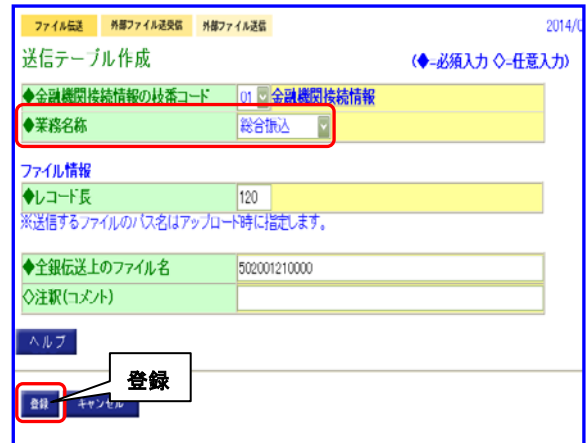 ファイル伝送 外部ファイル送受信 外部ファイル送信 2014/0
送信テーブル作成 (◆-必須入力 ◇-任意入力)
◆金融機関接続情報の枝番コード 01 金融機関接続情報
◆業務名称 総合振込
ファイル情報
◆レコード長 120
※送信するファイルのパス名はアップロード時に指定します。
◆全銀伝送上のファイル名 502001210000
◇注釈(コメント)
ヘルプ
登録
登録 キャンセル